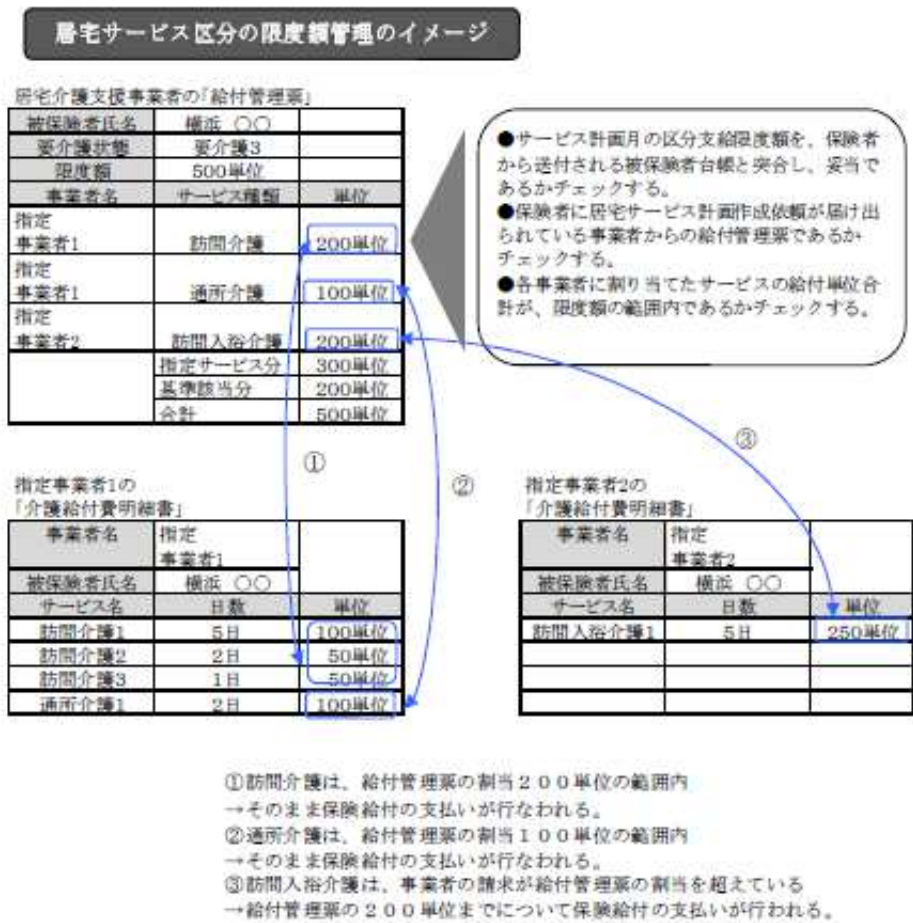 居宅サービス区分の限度額管理のイメージ
居宅介護支援事業者の「給付管理票」
被保険者氏名 横浜 〇〇
要介護状態 要介護3
限度額 500単位
事業者名 サービス種類 単位
指定
事業者1 訪問介護 200単位
指定
事業者1 通所介護 100単位
指定
事業者2 訪問入浴介護 200単位
指定サービス分 300単位
基準該当分 200単位
合計 500単位
●サービス計画月の区分支給限度額を、保険者
から送付される被保険者台帳と突合し、妥当で
あるかチェックする。
●保険者に居宅サービス計画作成依頼が届け出
られている事業者からの給付管理票であるか
チェックする。
●各事業者に割り当てたサービスの給付単位合
計が、限度額の範囲内であるかチェックする。
①
②
③
指定事業者1の
「介護給付費明細書」
事業者名 指定
事業者1
被保険者氏名 横浜 〇〇
サービス名 日数 単位
訪問介護1 5日 100単位
訪問介護2 2日 50単位
訪問介護3 1日 50単位
通所介護1 2日 100単位
指定事業者2の
「介護給付費明細書」
事業者名 指定
事業者2
被保険者氏名 横浜 〇〇
サービス名 日数 単位
訪問入浴介護1 5日 250単位
①訪問介護は、給付管理票の割当200単位の範囲内
→そのまま保険給付の支払いが行なわれる。
②通所介護は、給付管理票の割当100単位の範囲内
→そのまま保険給付の支払いが行なわれる。
③訪問入浴介護は、事業者の請求が給付管理票の割当を超えている
→給付管理票の200単位までについて保険給付の支払いが行われる。